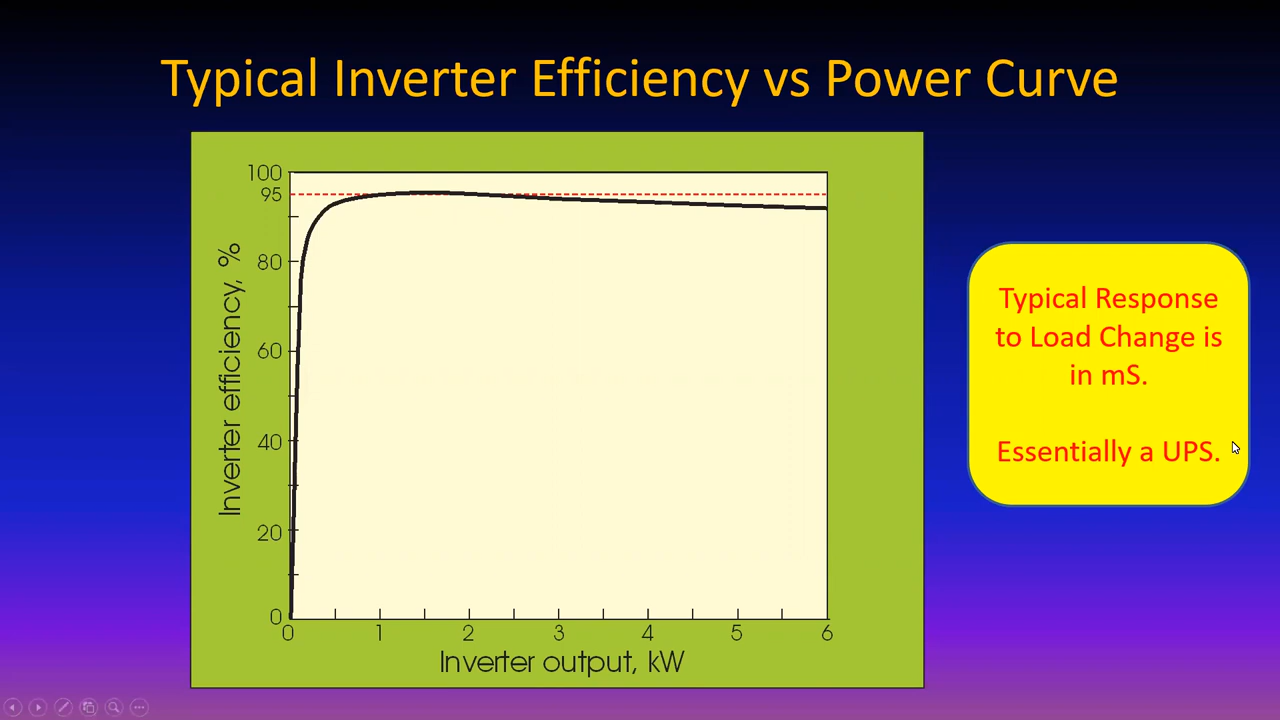 Typical Inverter Efficiency vs Power Curve
100
95
80
60
40
20
0
Inverter efficiency, %
0 1 2 3 4 5 6
Inverter output, kW
Typical Response
to Load Change is
in mS.
Essentially a UPS.